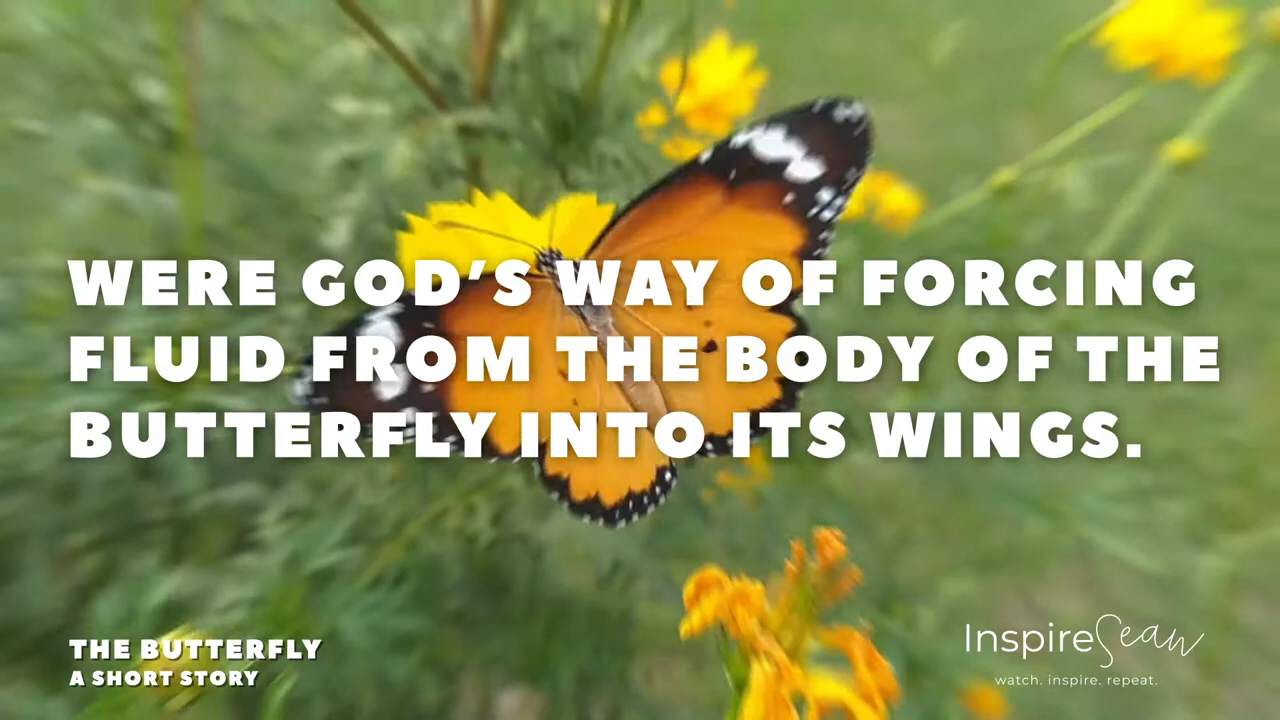 WERE GOD'S WAY OF FORCING
FLUID FROM THE BODY OF THE
BUTTERFLY INTO ITS WINGS.
THE BUTTERFLY
A SHORT STORY
InspireSean
watch. inspire. repeat.